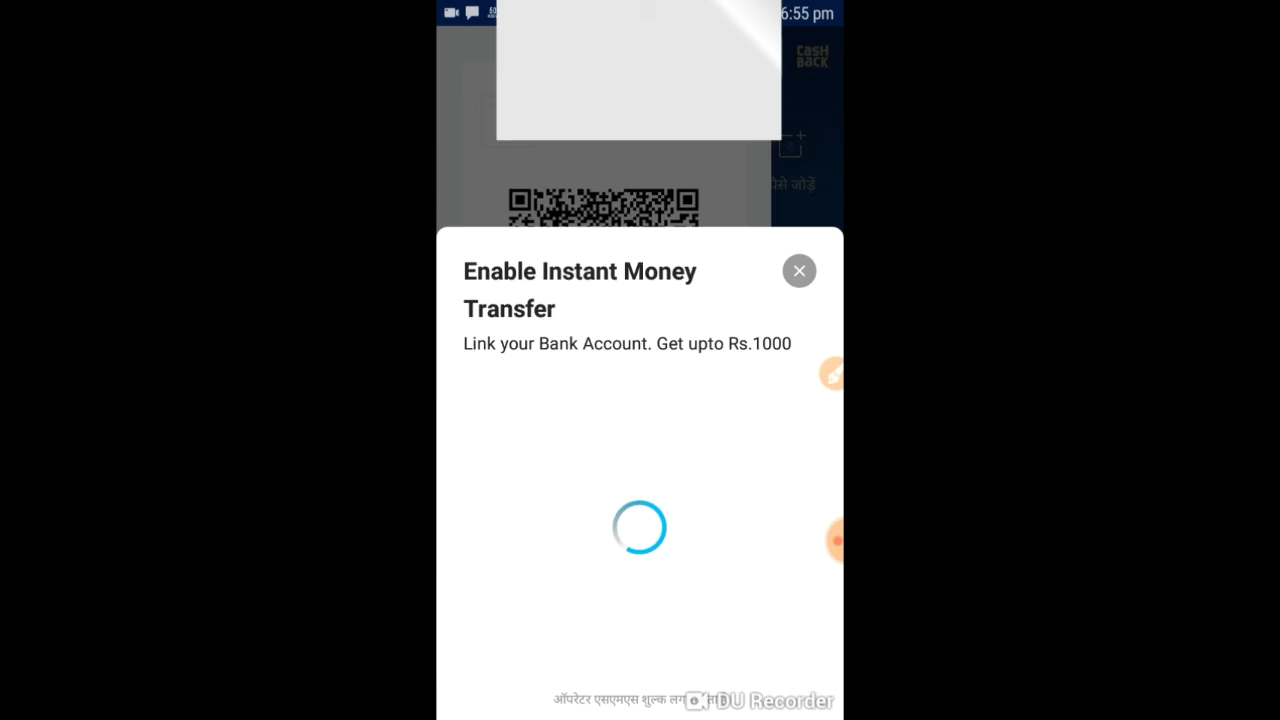 6:55 pm
CASH
BACK
पैसे जोड़ें
Enable Instant Money
Transfer
Link your Bank Account. Get upto Rs.1000
ऑपरेटर एसएमएस शुल्क
DU Recorder